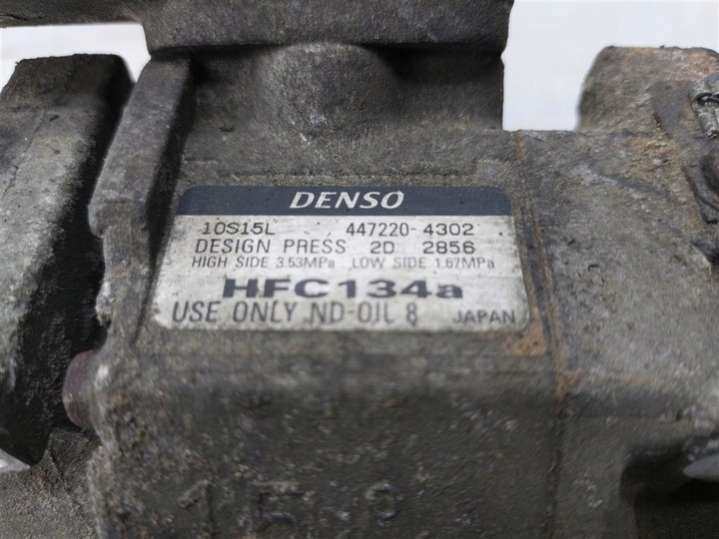 DENSO
10S15L 447220-4302
DESIGN PRESS 2D 2856
HIGH SIDE 3.53MPa LOW SIDE 1.67MPa
HFC134a
USE ONLY ND-OIL 8 JAPAN